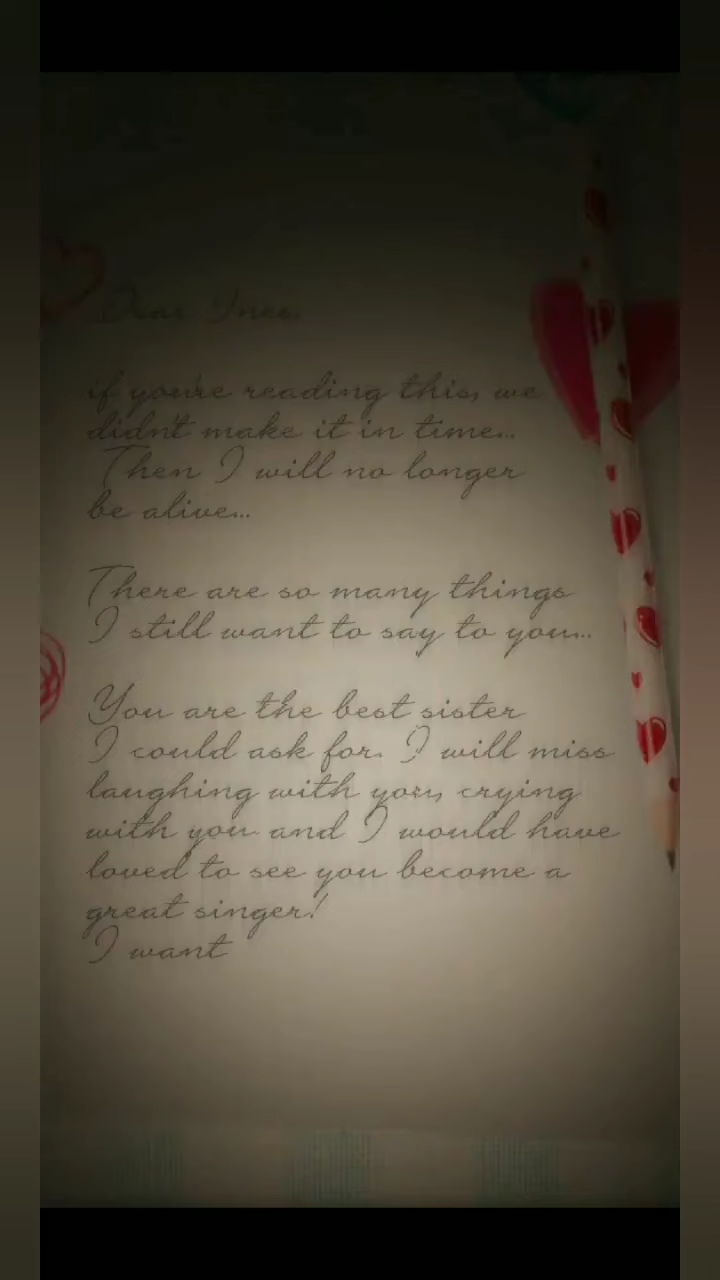 Dear Ines,
if you're reading this, we
didn't make it in time...
Then I will no longer
be alive...
There are so many things
I still want to say to you...
You are the best sister
I could ask for. I will miss
laughing with you, crying
with you and I would have
loved to see you become a
great singer!
I want